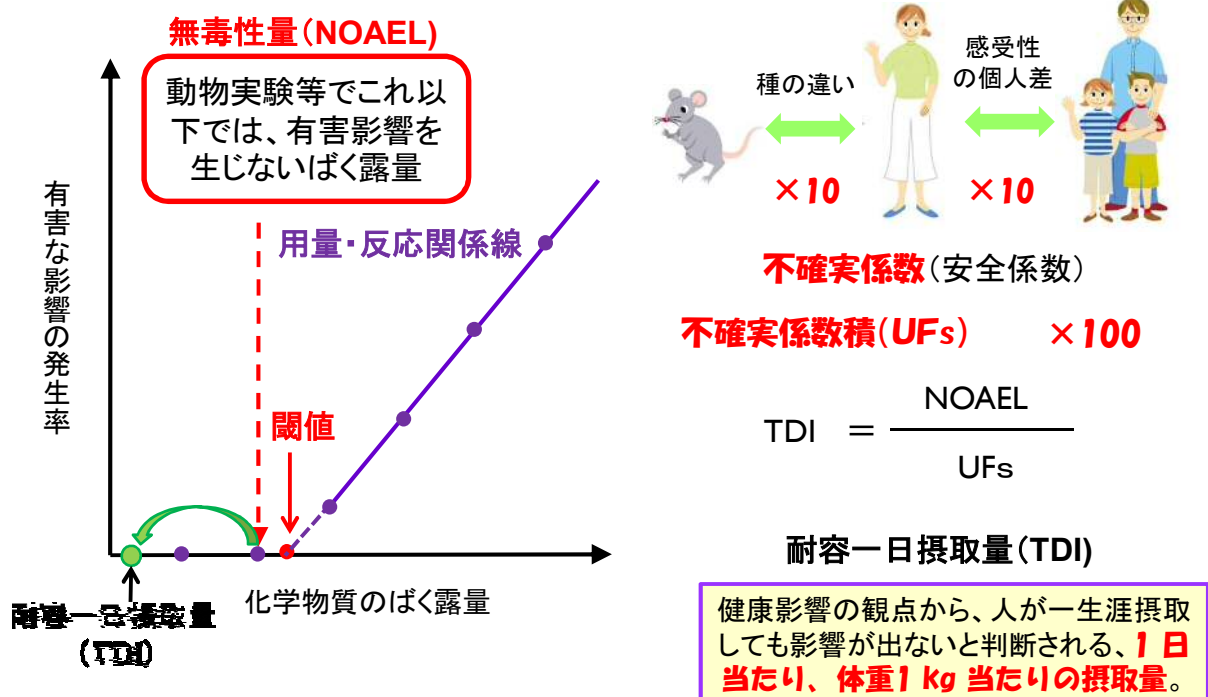 無毒性量(NOAEL)
動物実験等でこれ以
下では、有害影響を
生じないばく露量
有害な影響の発生率
用量・反応関係線
閾値
耐容一日摂取量
(TDI)
化学物質のばく露量
種の違い
感受性
の個人差
×10
×10
不確実係数(安全係数)
不確実係数積(UFs) ×100
NOAEL
TDI =
UFs
耐容一日摂取量(TDI)
健康影響の観点から、人が一生涯摂取
しても影響が出ないと判断される、1日
当たり、体重1kg当たりの摂取量。